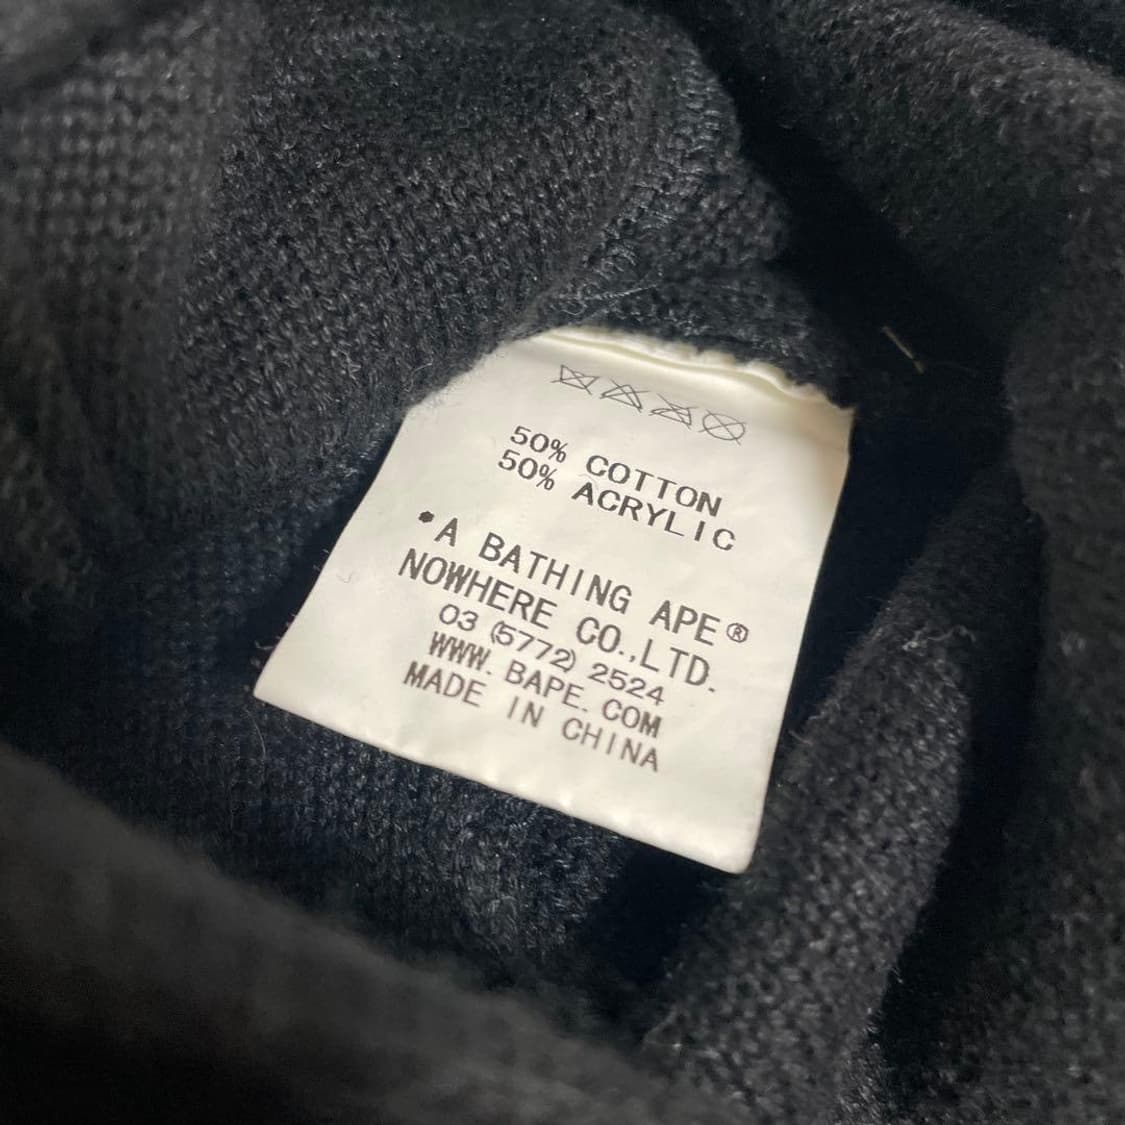 50% COTTON
50% ACRYLIC
•A BATHING APE®
NOWHERE CO.,LTD.
03 (5772) 2524
WWW. BAPE. COM
MADE IN CHINA